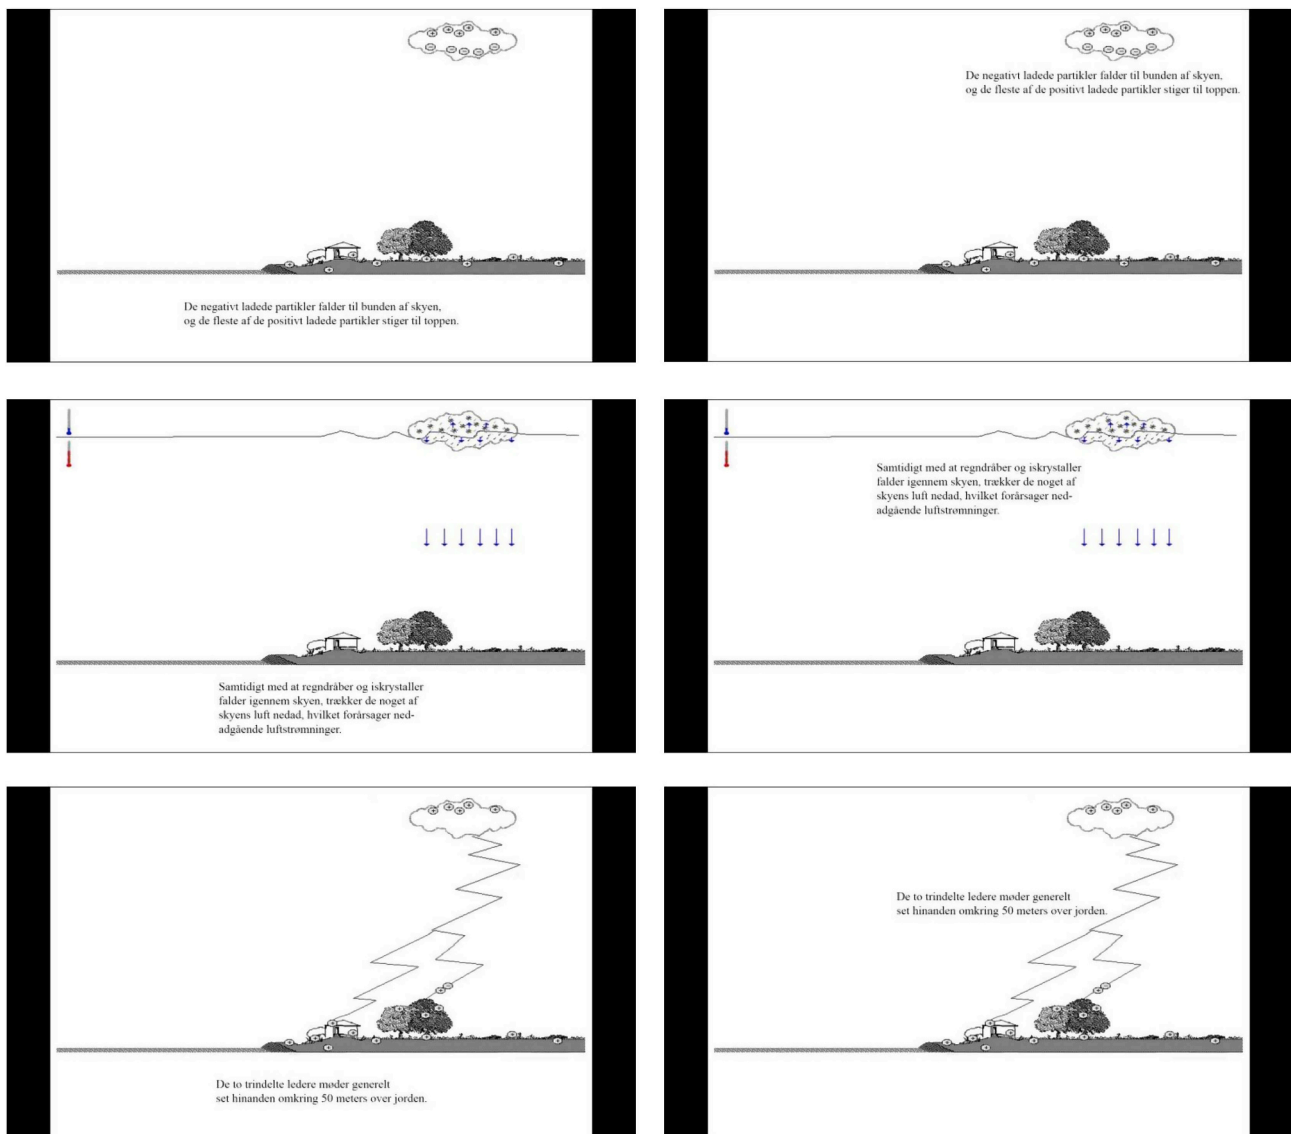 De negativt ladede partikler falder til bunden af skyen,
og de fleste af de positivt ladede partikler stiger til toppen.
De negativt ladede partikler falder til bunden af skyen,
og de fleste af de positivt ladede partikler stiger til toppen.
Samtidigt med at regndråber og iskrystaller
falder igennem skyen, trækker de noget af
skyens luft nedad, hvilket forårsager ned-
adgående luftstrømninger.
Samtidigt med at regndråber og iskrystaller
falder igennem skyen, trækker de noget af
skyens luft nedad, hvilket forårsager ned-
adgående luftstrømninger.
De to trindelte ledere møder generelt
set hinanden omkring 50 meters over jorden.
De to trindelte ledere møder generelt
set hinanden omkring 50 meters over jorden.